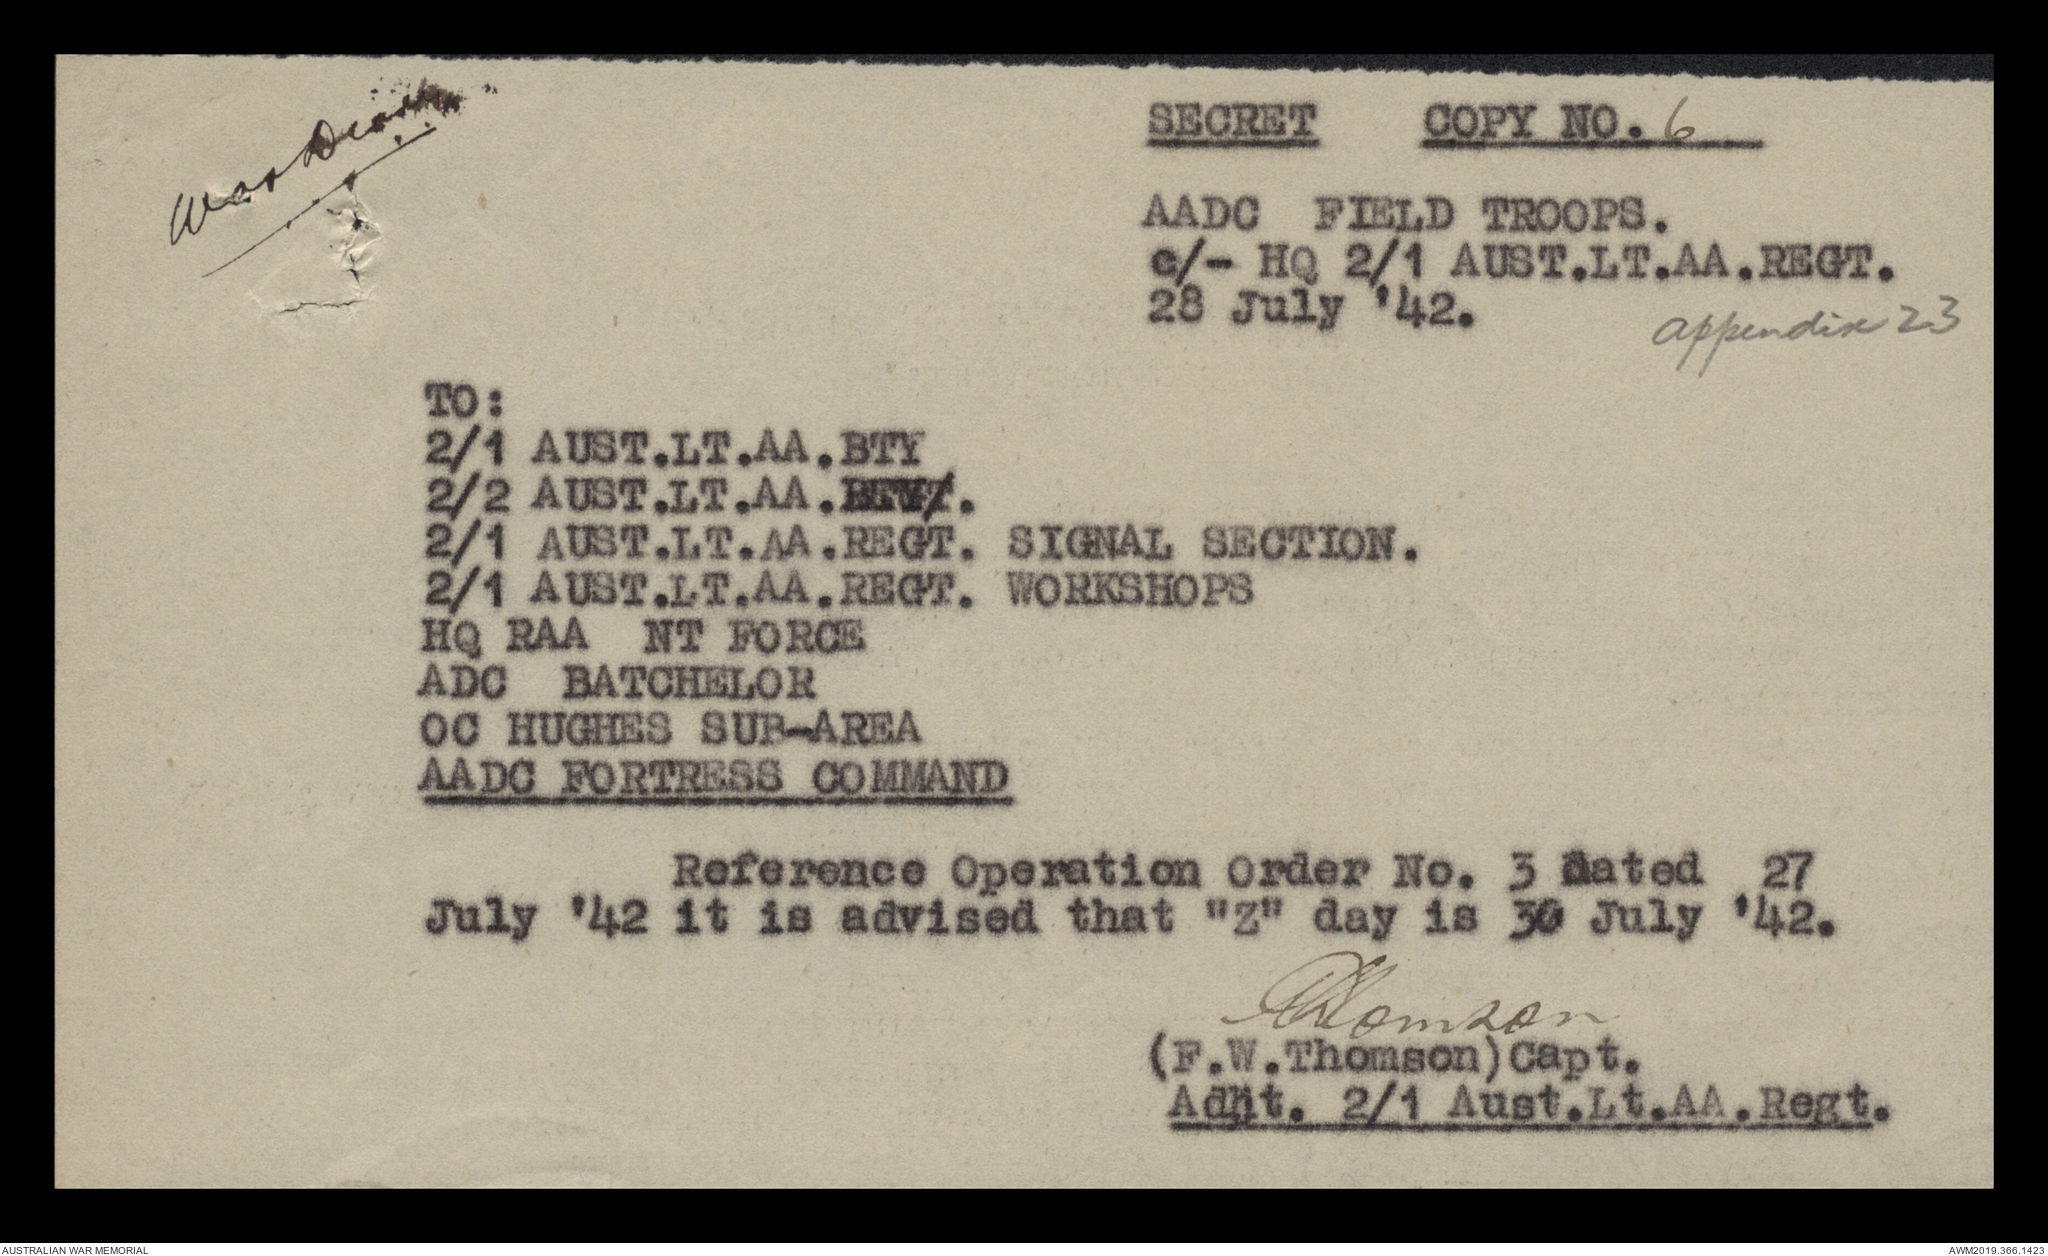 War Diary
SECRET COPY NO. 6
AADC FIELD TROOPS.
c/- HQ 2/1 AUST.LT.AA.REGT.
28 July '42.
appendix 23
TO:
2/1 AUST.LT.AA.BTY
2/2 AUST.LT.AA.
2/1 AUST.LT.AA.REGT. SIGNAL SECTION.
2/1 AUST.LT.AA.REGT. WORKSHOPS
HQ RAA NT FORCE
ADC BATCHELOR
OC HUGHES SUB-AREA
AADC FORTRESS COMMAND
Reference Operation Order No. 3 dated 27
July '42 it is advised that "Z" day is 30 July '42.
FWThomson
(F.W.Thomson)Capt.
Adjt. 2/1 Aust.Lt.AA.Regt.
AUSTRALIAN WAR MEMORIAL
AWM2019.366.1423